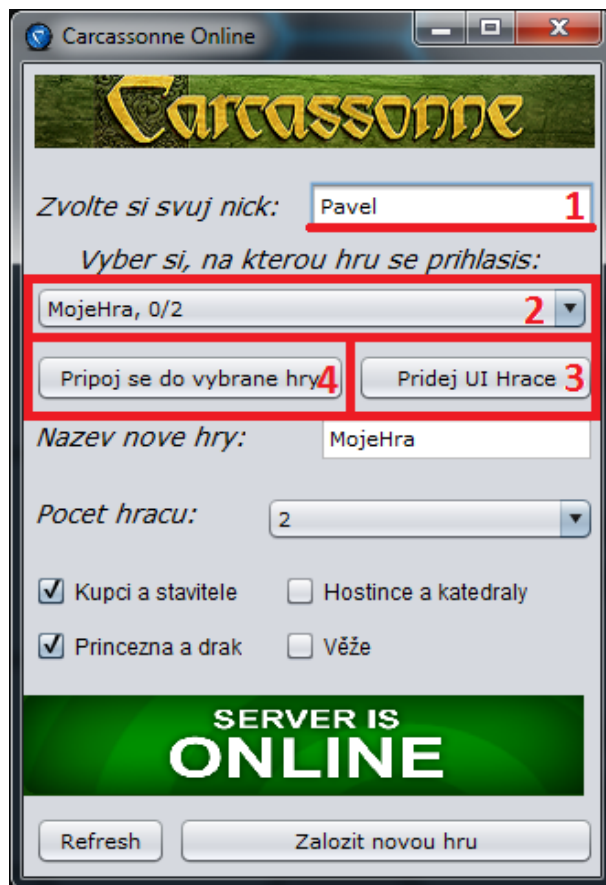 Carcassonne Online
Carcassonne
Zvolte si svuj nick: Pavel 1
Vyber si, na kterou hru se prihlasis:
MojeHra, 0/2 2
Pripoj se do vybrane hry 4 Pridej UI Hrace 3
Nazev nove hry: MojeHra
Pocet hracu: 2
Kupci a stavitele Hostince a katedraly
Princezna a drak Věže
SERVER IS
ONLINE
Refresh Zalozit novou hru